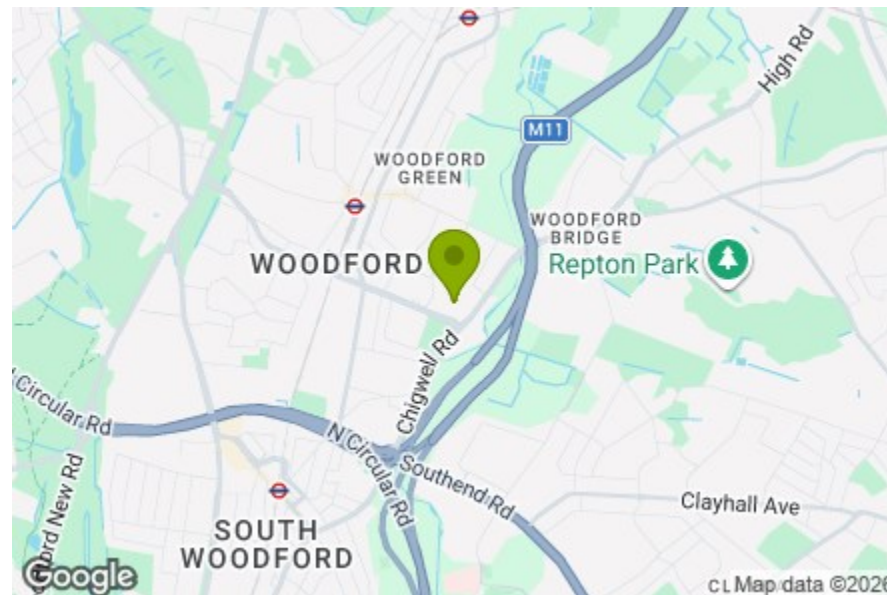 High Rd
M11
WOODFORD
GREEN
WOODFORD
BRIDGE
WOODFORD
Repton Park
Chigwell Rd
Circular Rd
N Circular Rd
Southend Rd
New Rd
Clayhall Ave
SOUTH
WOODFORD
Google
CL
Map data ©2026